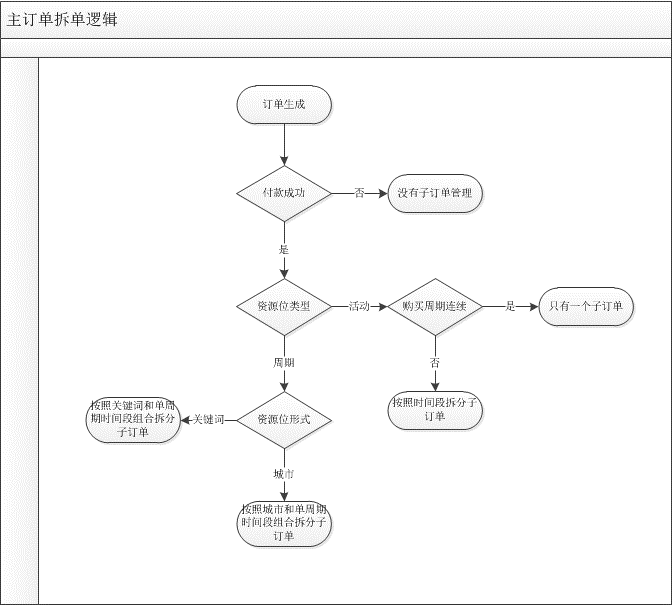 主订单拆单逻辑
订单生成
付款成功
否
没有子订单管理
是
资源位类型
活动
购买周期连续
是
只有一个子订单
周期
否
按照关键词和单周
期时间段组合拆分
子订单
关键词
资源位形式
按照时间段拆分子
订单
城市
按照城市和单周期
时间段组合拆分子
订单